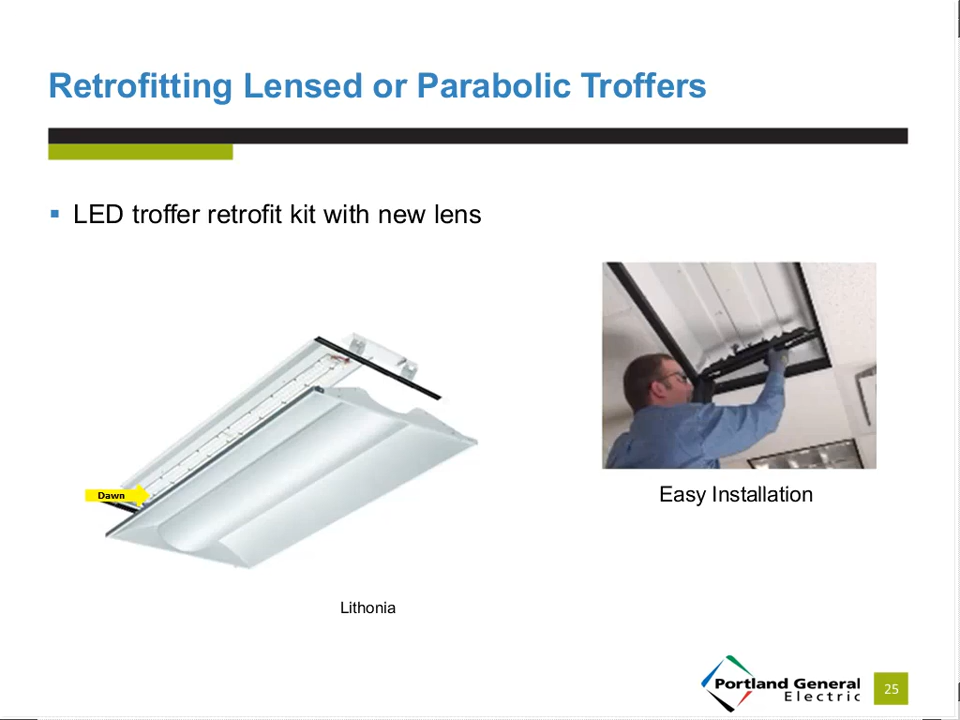 Retrofitting Lensed or Parabolic Troffers
LED troffer retrofit kit with new lens
Dawn
Easy Installation
Lithonia
Portland General
Electric
25